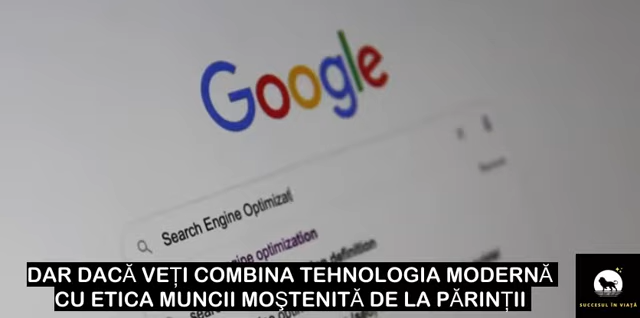 Google
Search Engine Optimizat
engine optimization
definition
DAR DACĂ VEȚI COMBINA TEHNOLOGIA MODERNĂ
CU ETICA MUNCII MOȘTENITĂ DE LA PĂRINȚII
SUCCESUL ÎN VIAȚĂ